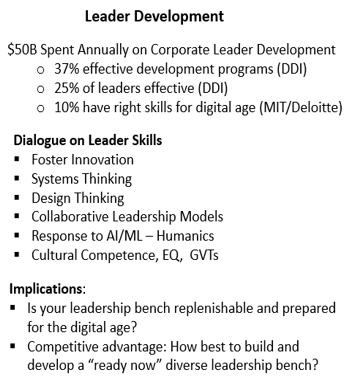 Leader Development
$50B Spent Annually on Corporate Leader Development
o 37% effective development programs (DDI)
o 25% of leaders effective (DDI)
o 10% have right skills for digital age (MIT/Deloitte)
Dialogue on Leader Skills
▪ Foster Innovation
▪ Systems Thinking
▪ Design Thinking
▪ Collaborative Leadership Models
▪ Response to AI/ML – Humanics
▪ Cultural Competence, EQ, GVTs
Implications:
▪ Is your leadership bench replenishable and prepared
for the digital age?
▪ Competitive advantage: How best to build and
develop a “ready now” diverse leadership bench?